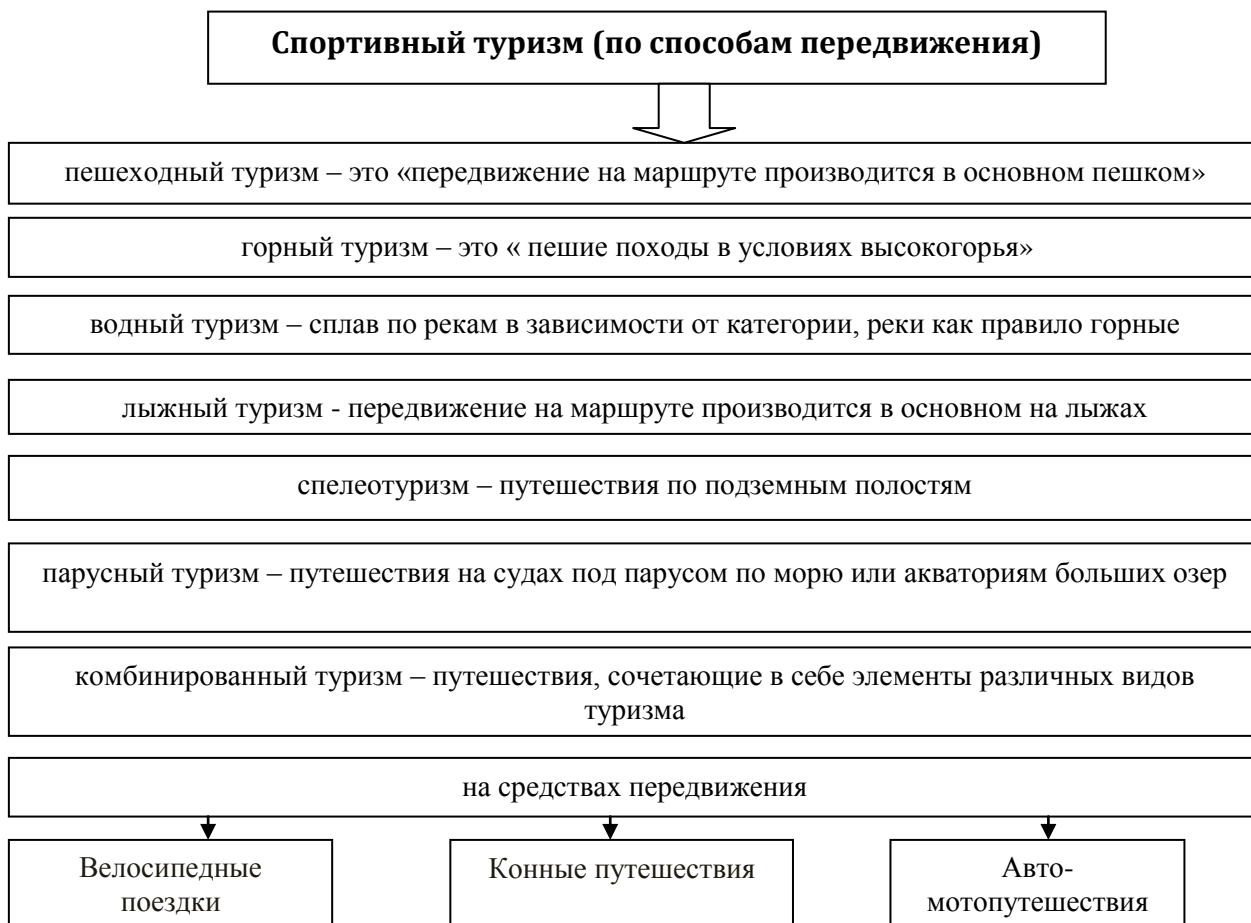 Спортивный туризм (по способам передвижения)
пешеходный туризм – это «передвижение на маршруте производится в основном пешком»
горный туризм – это « пешие походы в условиях высокогорья»
водный туризм – сплав по рекам в зависимости от категории, реки как правило горные
лыжный туризм - передвижение на маршруте производится в основном на лыжах
спелеотуризм – путешествия по подземным полостям
парусный туризм – путешествия на судах под парусом по морю или акваториям больших озер
комбинированный туризм – путешествия, сочетающие в себе элементы различных видов
туризма
на средствах передвижения
Велосипедные
поездки
Конные путешествия
Авто-
мотопутешествия